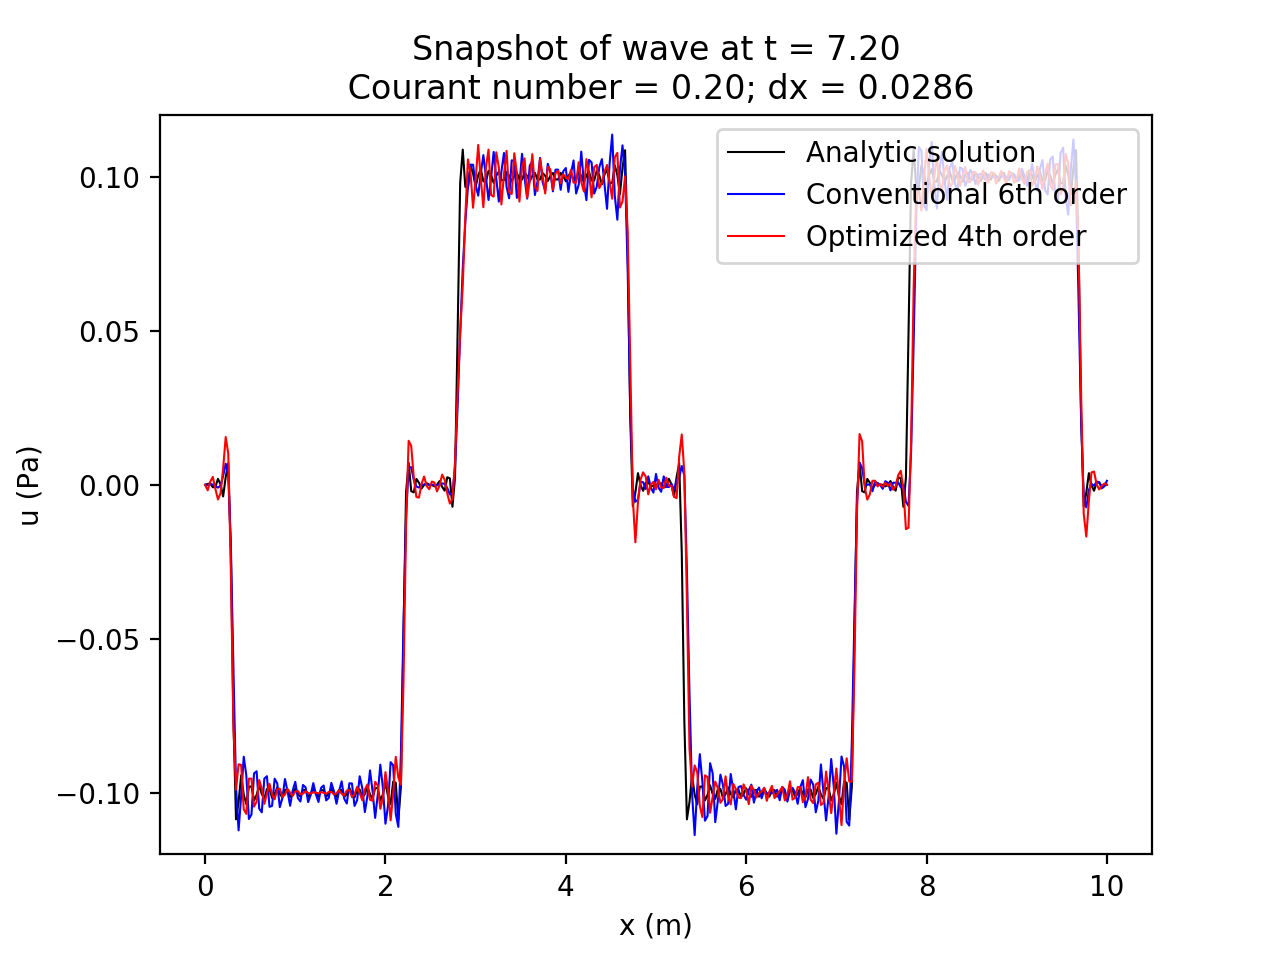 Snapshot of wave at t = 7.20
Courant number = 0.20; dx = 0.0286
Analytic solution
Conventional 6th order
Optimized 4th order
0.10
0.05
0.00
−0.05
−0.10
u (Pa)
0 2 4 6 8 10
x (m)